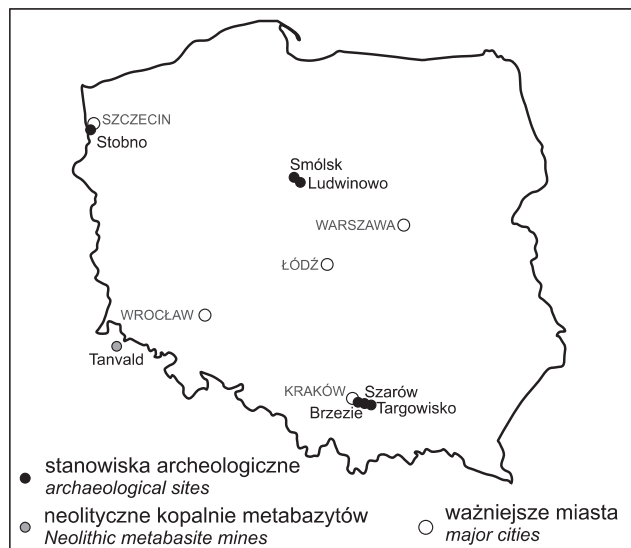 SZCZECIN
Stobno
Smólsk
Ludwinowo
WARSZAWA
ŁÓDŹ
WROCŁAW
Tanvald
KRAKÓW
Szarów
Brzezie
Targowisko
stanowiska archeologiczne
archaeological sites
neolityczne kopalnie metabazytów
Neolithic metabasite mines
ważniejsze miasta
major cities